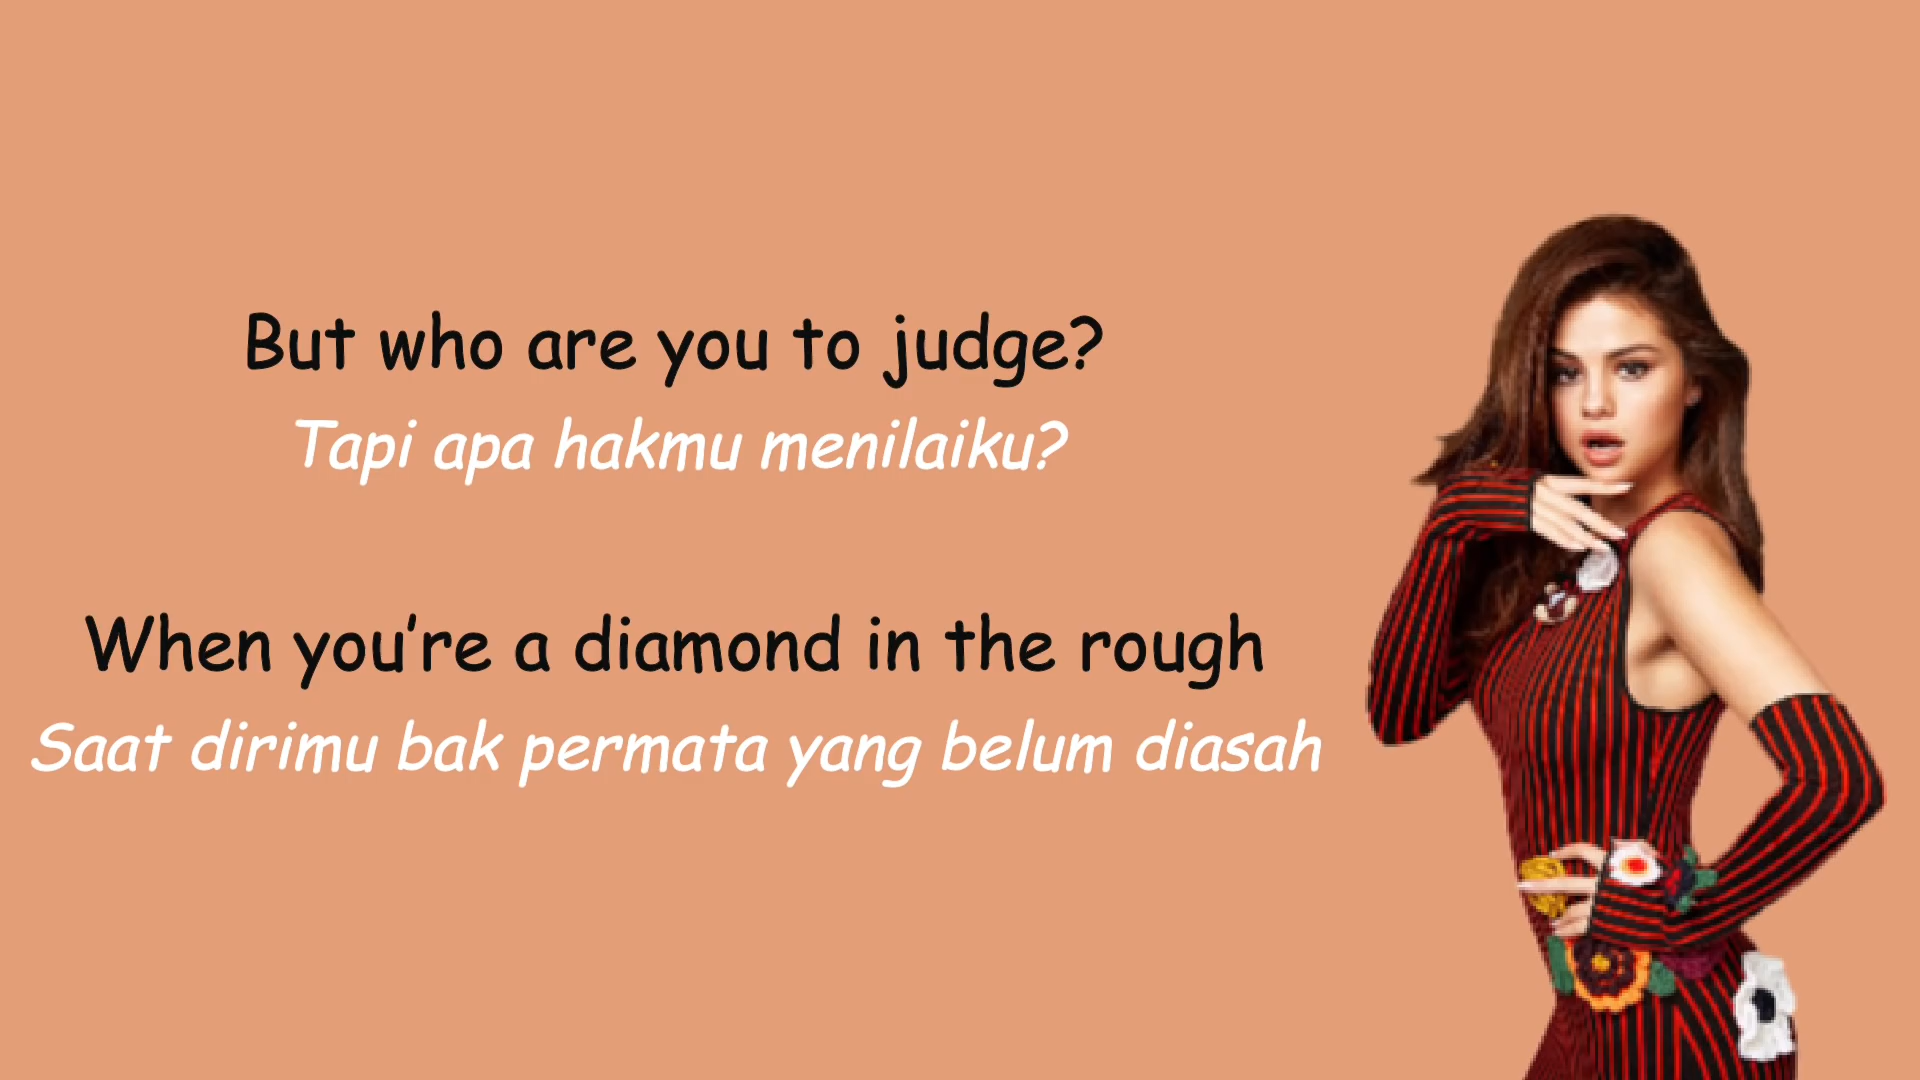 But who are you to judge?
Tapi apa hakmu menilaiku?
When you're a diamond in the rough
Saat dirimu bak permata yang belum diasah